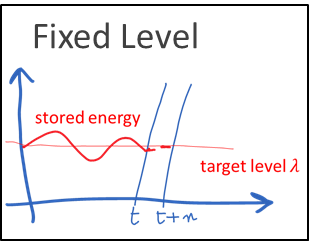 Fixed Level
stored energy
target level λ
t
t+n